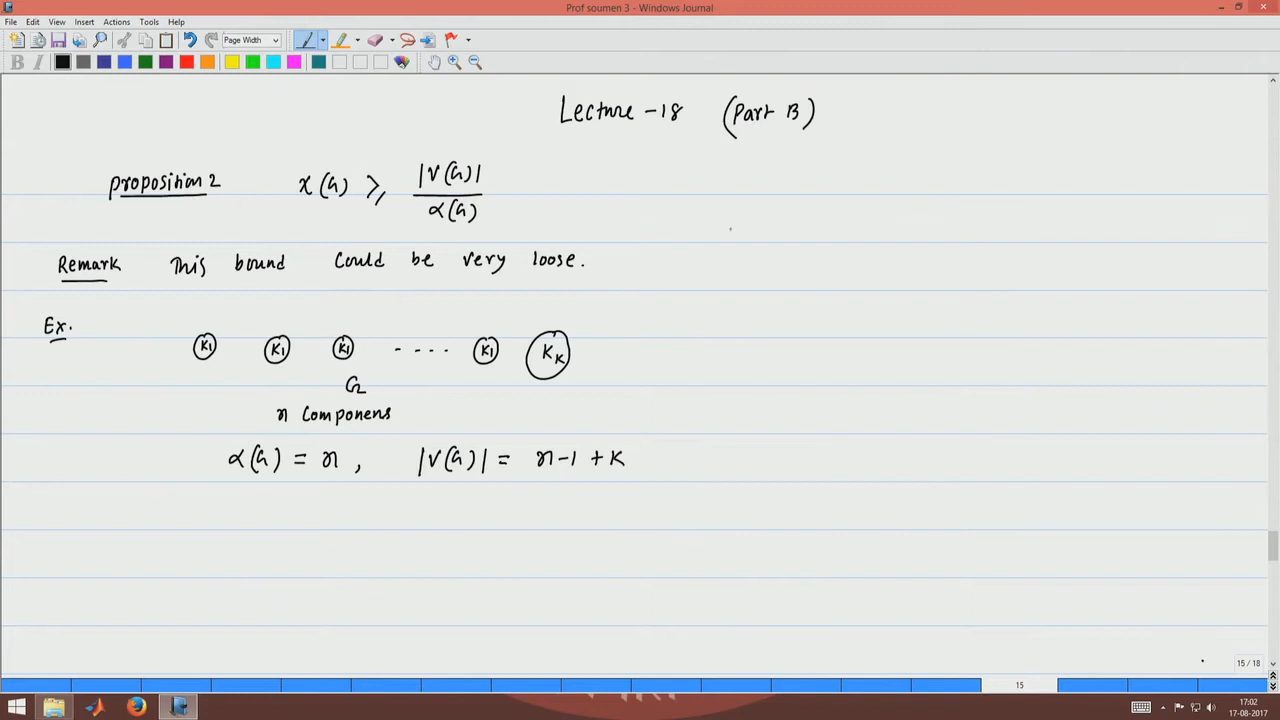 Prof soumen 3 - Windows Journal
File Edit View Insert Actions Tools Help
Page Width
Lecture -18 (Part B)
proposition 2 χ(G) ≥ |V(G)| / α(G)
Remark This bound could be very loose.
Ex.
K1 K1 K1 - - - - K1 KK
G
n Componens
α(G) = n , |V(G)| = n-1 + K
15 / 18
15
17:02
17-08-2017